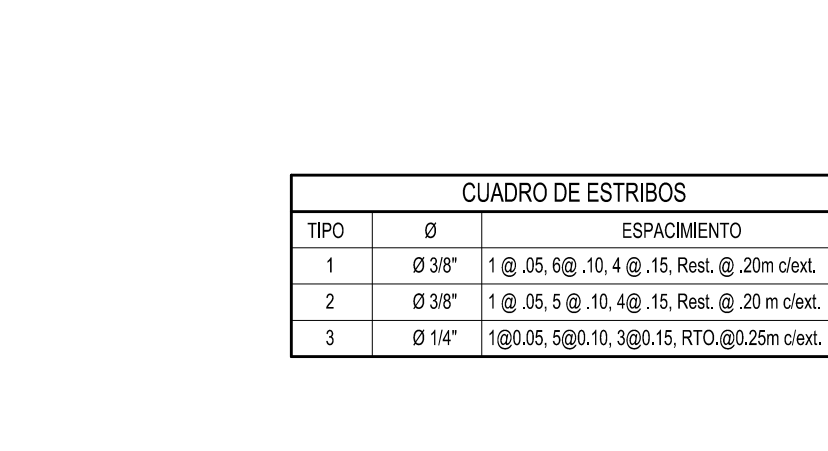 CUADRO DE ESTRIBOS
TIPO Ø ESPACIMIENTO
1 Ø 3/8" 1 @ .05, 6@ .10, 4 @ .15, Rest. @ .20m c/ext.
2 Ø 3/8" 1 @ .05, 5 @ .10, 4@ .15, Rest. @ .20 m c/ext.
3 Ø 1/4" 1@0.05, 5@0.10, 3@0.15, RTO.@0.25m c/ext.